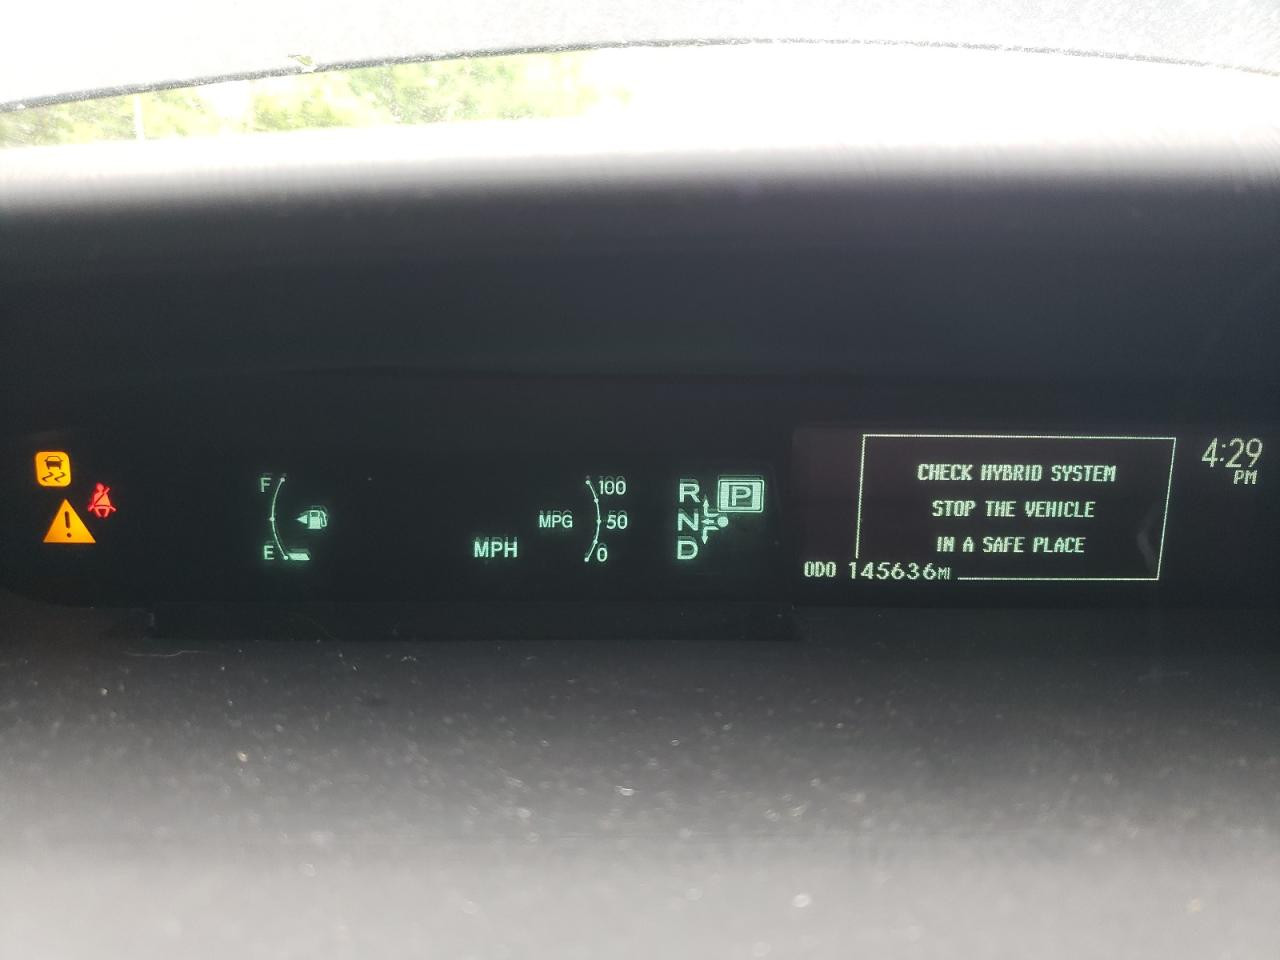 F
E
MPH
MPG
100
50
0
R
N
D
P
CHECK HYBRID SYSTEM
STOP THE VEHICLE
IN A SAFE PLACE
ODO 145636MI
4:29
PM